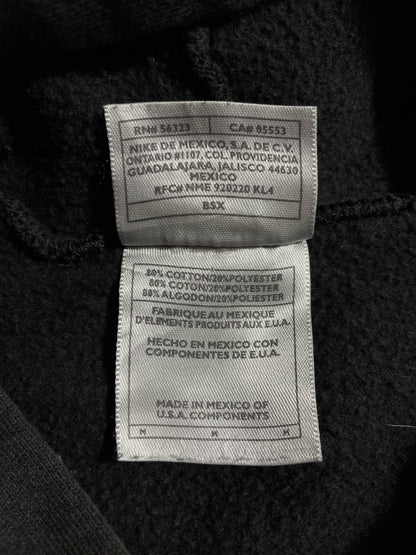 RN# 56323 CA# 05553
NIKE DE MEXICO, S.A. DE C.V.
ONTARIO #1107, COL. PROVIDENCIA
GUADALAJARA, JALISCO 44630
MEXICO
RFC# NME 920220 KL4
BSX
80% COTTON/20% POLYESTER
80% COTON/20% POLYESTER
80% ALGODON/20% POLIESTER
FABRIQUE AU MEXIQUE
D'ELEMENTS PRODUITS AUX E.U.A.
HECHO EN MEXICO CON
COMPONENTES DE E.U.A.
MADE IN MEXICO OF
U.S.A. COMPONENTS
M M M